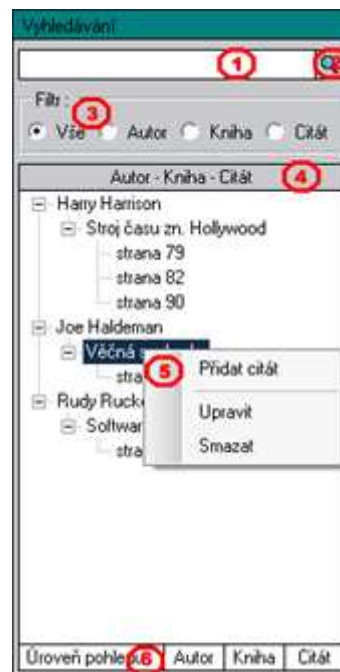 Vyhledávání
1
Filtr :
3
Vše Autor Kniha Citát
Autor - Kniha - Citát 4
Harry Harrison
Stroj času zn. Hollywood
strana 79
strana 82
strana 90
Joe Haldeman
Věčná
5 Přidat citát
Rudy Rucke
Upravit
Softwar
Smazat
Úroveň pohle 6 Autor Kniha Citát